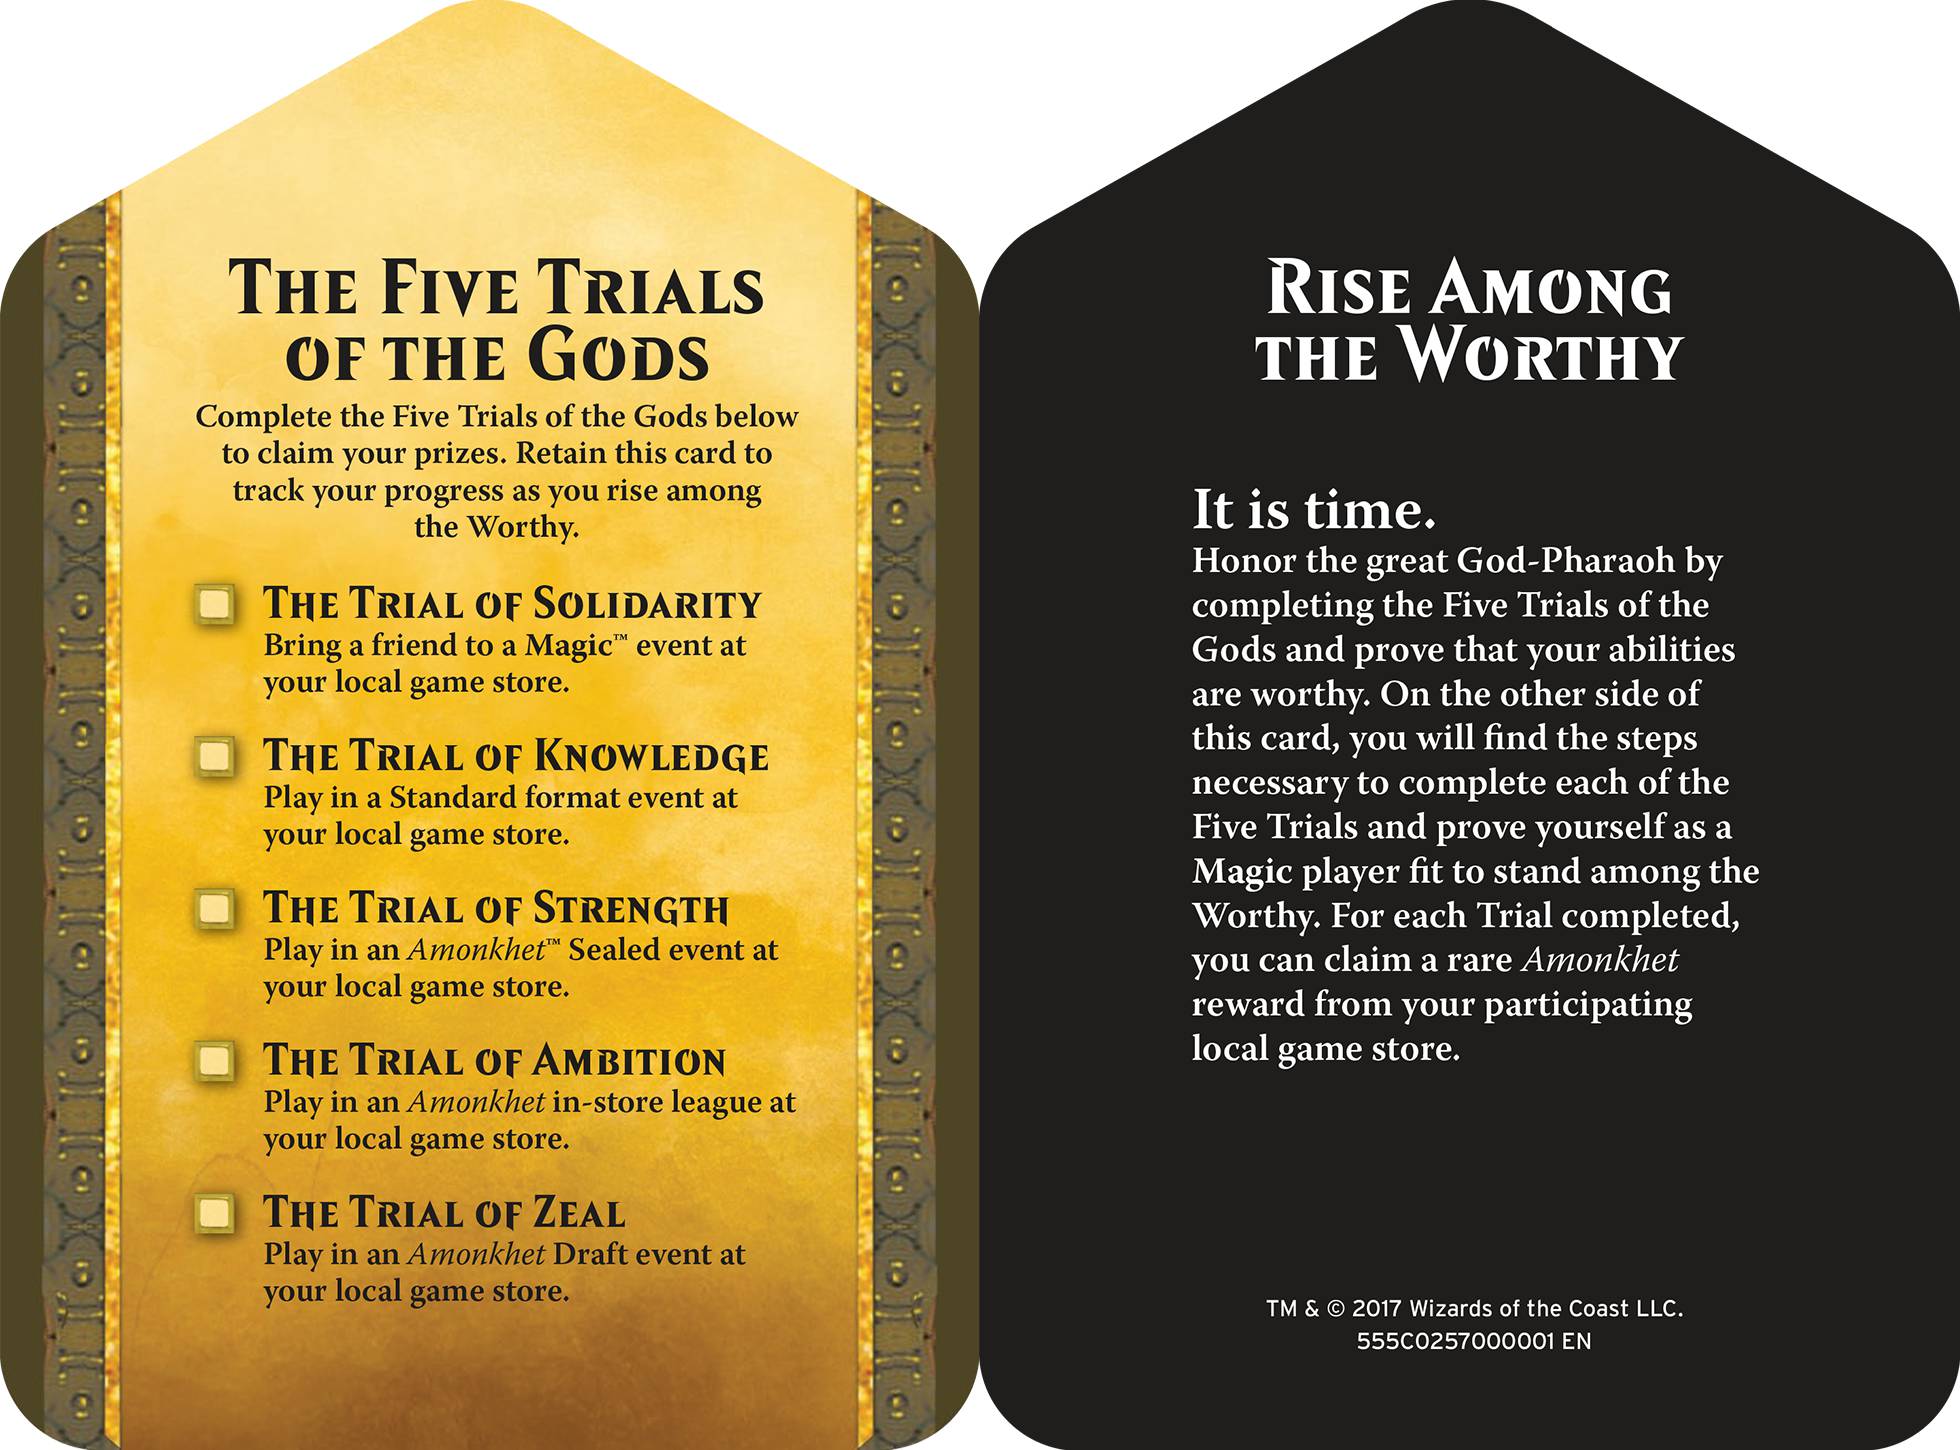 The Five Trials
of the Gods
Complete the Five Trials of the Gods below
to claim your prizes. Retain this card to
track your progress as you rise among
the Worthy.
The Trial of Solidarity
Bring a friend to a Magic™ event at
your local game store.
The Trial of Knowledge
Play in a Standard format event at
your local game store.
The Trial of Strength
Play in an Amonkhet™ Sealed event at
your local game store.
The Trial of Ambition
Play in an Amonkhet in-store league at
your local game store.
The Trial of Zeal
Play in an Amonkhet Draft event at
your local game store.
Rise Among
the Worthy
It is time.
Honor the great God-Pharaoh by
completing the Five Trials of the
Gods and prove that your abilities
are worthy. On the other side of
this card, you will find the steps
necessary to complete each of the
Five Trials and prove yourself as a
Magic player fit to stand among the
Worthy. For each Trial completed,
you can claim a rare Amonkhet
reward from your participating
local game store.
TM & © 2017 Wizards of the Coast LLC.
555C0257000001 EN